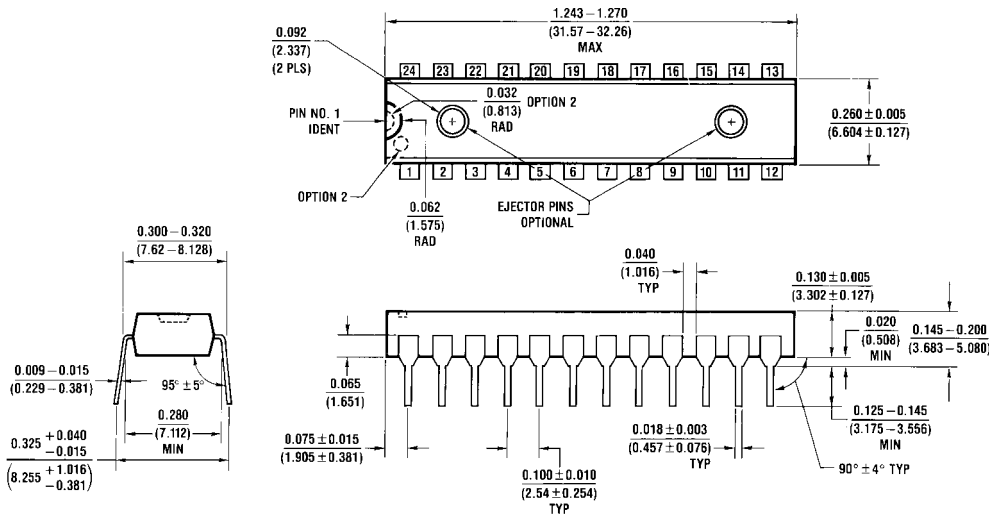 1.243 – 1.270
(31.57 – 32.26)
MAX
0.092
(2.337)
(2 PLS)
24 23 22 21 20 19 18 17 16 15 14 13
0.032
(0.813)
RAD
OPTION 2
PIN NO. 1
IDENT
0.260 ± 0.005
(6.604 ± 0.127)
1 2 3 4 5 6 7 8 9 10 11 12
OPTION 2
0.062
(1.575)
RAD
EJECTOR PINS
OPTIONAL
0.300 – 0.320
(7.62 – 8.128)
0.040
(1.016)
TYP
0.130 ± 0.005
(3.302 ± 0.127)
0.020
(0.508)
MIN
0.145 – 0.200
(3.683 – 5.080)
0.009 – 0.015
(0.229 – 0.381)
95° ± 5°
0.065
(1.651)
0.280
(7.112)
MIN
0.125 – 0.145
(3.175 – 3.556)
MIN
0.325 +0.040
–0.015
(8.255 +1.016
–0.381)
0.075 ± 0.015
(1.905 ± 0.381)
0.018 ± 0.003
(0.457 ± 0.076)
TYP
0.100 ± 0.010
(2.54 ± 0.254)
TYP
90° ± 4° TYP